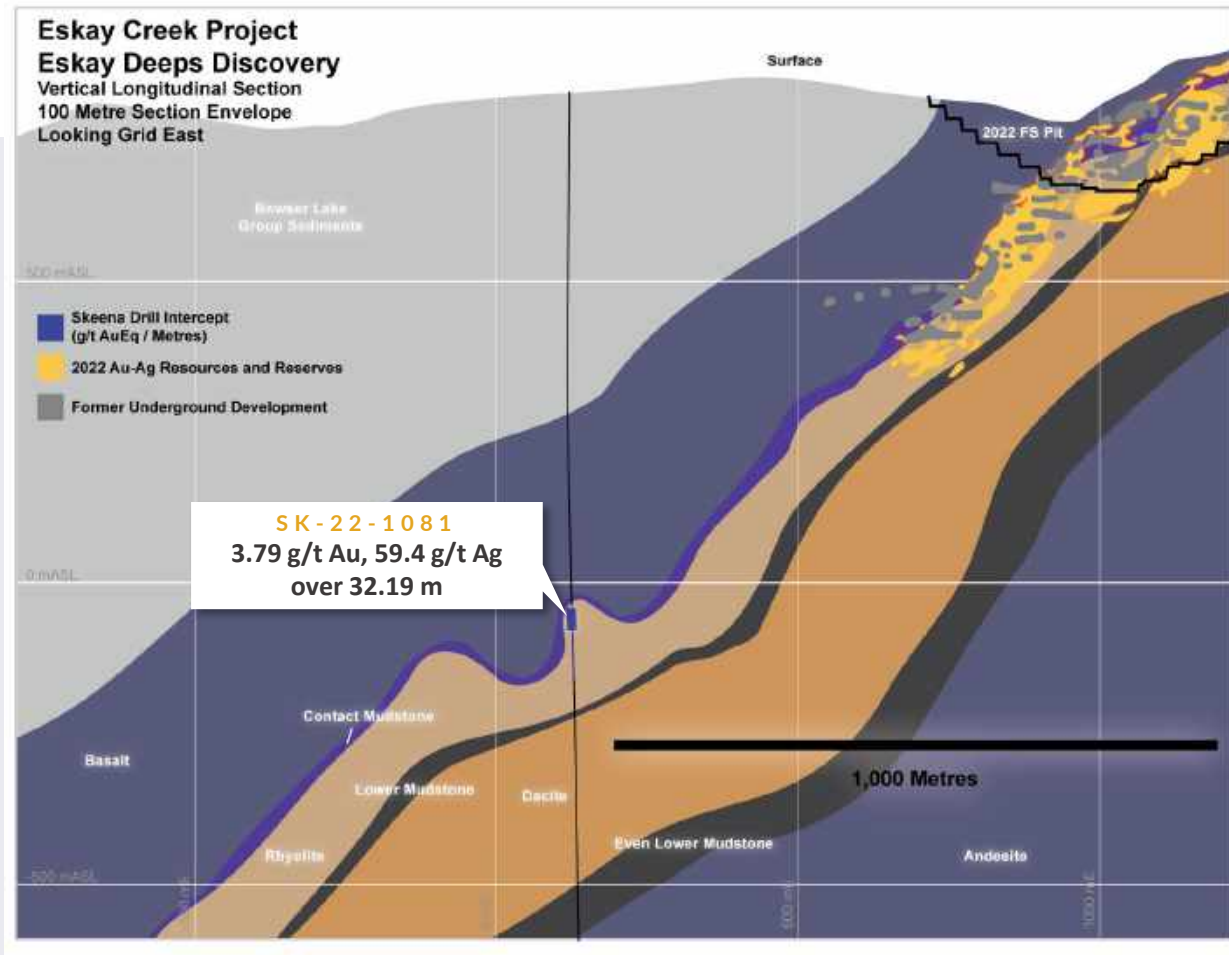 Eskay Creek Project
Eskay Deeps Discovery
Vertical Longitudinal Section
100 Metre Section Envelope
Looking Grid East
Surface
2022 FS Pit
Bowser Lake
Group Sediments
500 mASL
Skeena Drill Intercept
(g/t AuEq / Metres)
2022 Au-Ag Resources and Reserves
Former Underground Development
SK-22-1081
3.79 g/t Au, 59.4 g/t Ag
over 32.19 m
0 mASL
Contact Mudstone
Basalt
1,000 Metres
Lower Mudstone
Dacite
Even Lower Mudstone
Rhyolite
Andesite
-500 mASL
1000 mE